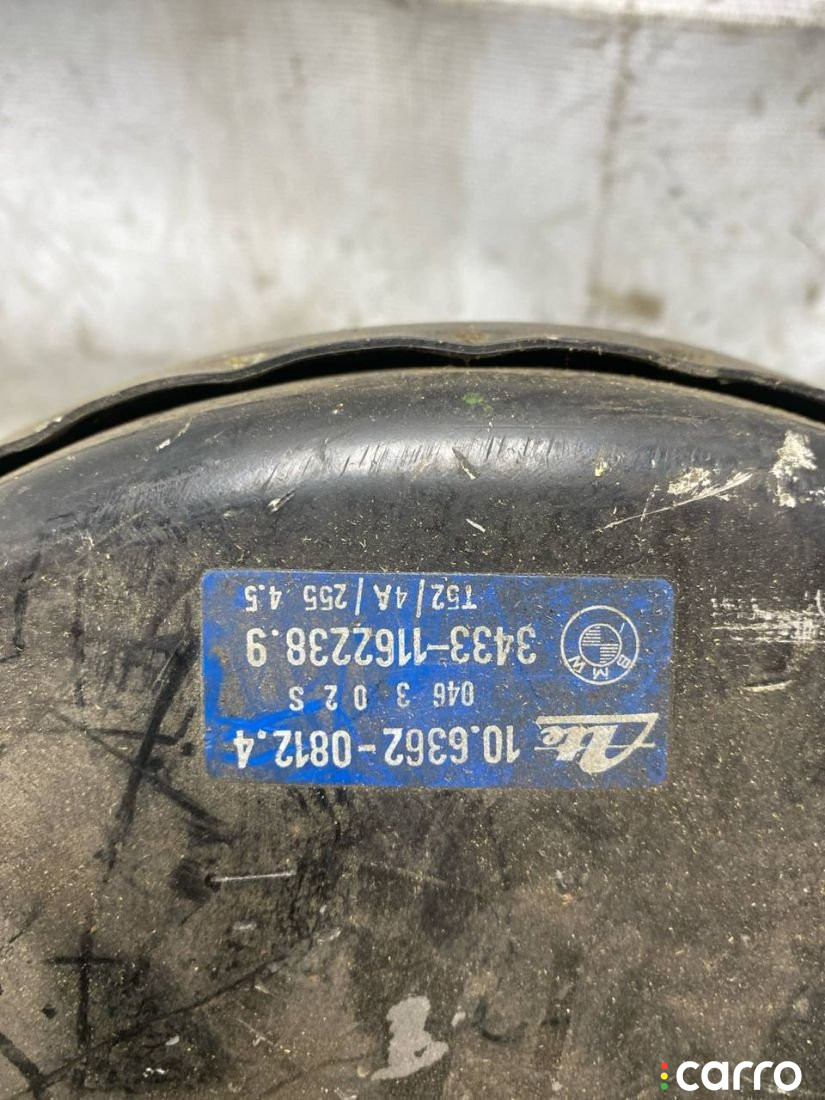 Ate 10.6362-0812.4
046 3 0 2 S
BMW 3433-1162238.9
T52/4A/255 4.5
carro